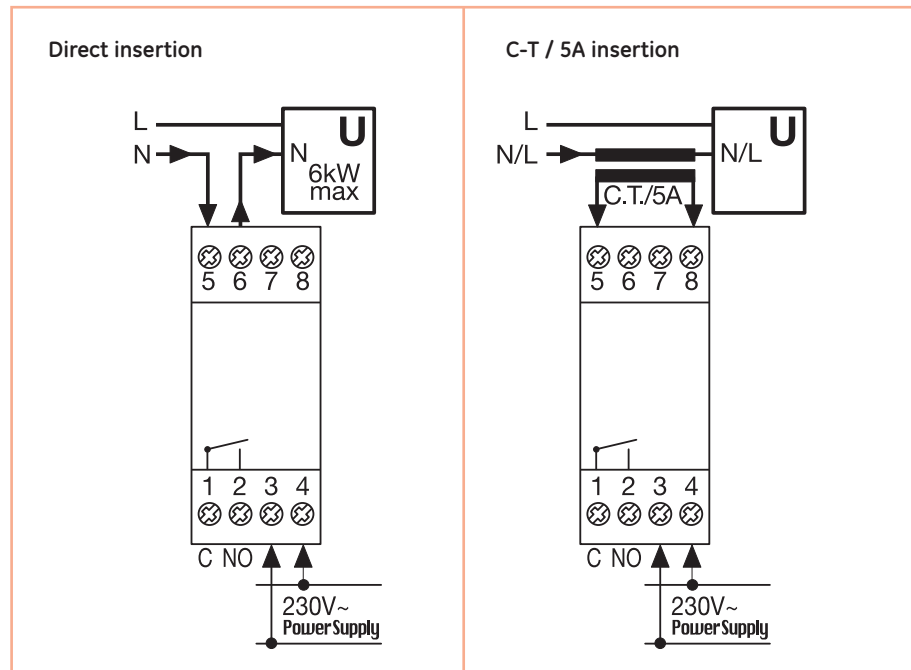 Direct insertion
L
N
U
N
6kW
max
5 6 7 8
1 2 3 4
C NO
230V~
Power Supply
C-T / 5A insertion
L
N/L
U
N/L
C.T./5A
5 6 7 8
1 2 3 4
C NO
230V~
Power Supply